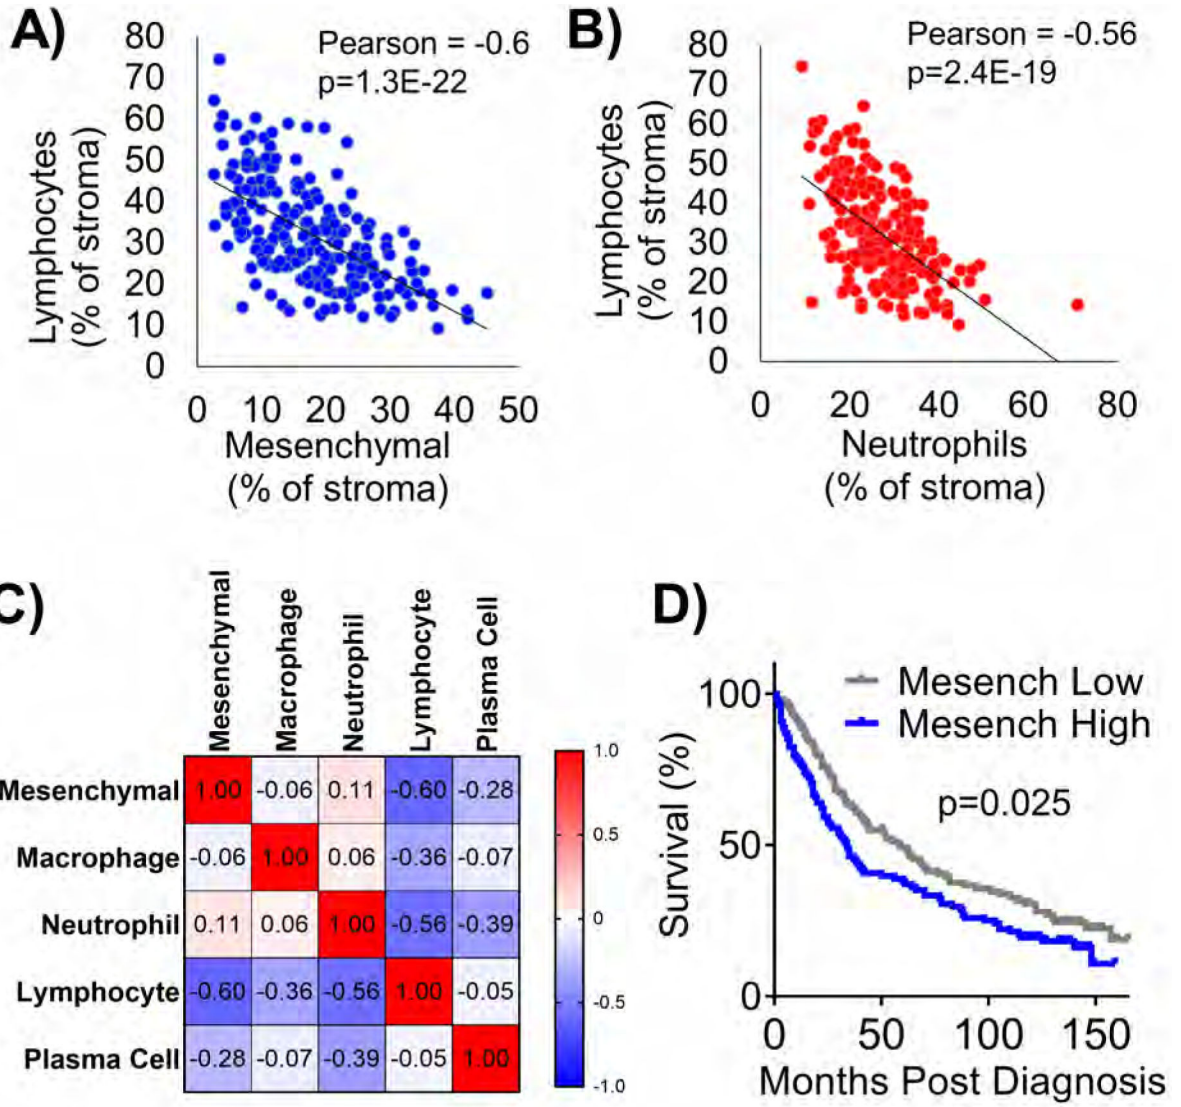 A)
Pearson = -0.6
p=1.3E-22
80
70
60
50
40
30
20
10
0
Lymphocytes
(% of stroma)
0 10 20 30 40 50
Mesenchymal
(% of stroma)
B)
Pearson = -0.56
p=2.4E-19
80
70
60
50
40
30
20
10
0
Lymphocytes
(% of stroma)
0 20 40 60 80
Neutrophils
(% of stroma)
C)
Mesenchymal
Macrophage
Neutrophil
Lymphocyte
Plasma Cell
Mesenchymal 1.00 -0.06 0.11 -0.60 -0.28
Macrophage -0.06 1.00 0.06 -0.36 -0.07
Neutrophil 0.11 0.06 1.00 -0.56 -0.39
Lymphocyte -0.60 -0.36 -0.56 1.00 -0.05
Plasma Cell -0.28 -0.07 -0.39 -0.05 1.00
1.0
0.5
0
-0.5
-1.0
D)
Mesench Low
Mesench High
p=0.025
100
50
0
Survival (%)
0 50 100 150
Months Post Diagnosis